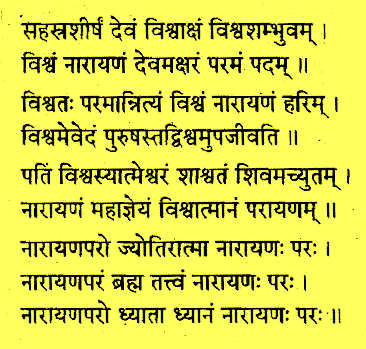 सहस्रशीर्षं देवं विश्वाक्षं विश्वशम्भुवम् ।
विश्वं नारायणं देवमक्षरं परमं पदम् ॥
विश्वतः परमान्नित्यं विश्वं नारायणं हरिम् ।
विश्वमेवेदं पुरुषस्तद्विश्वमुपजीवति ॥
पतिं विश्वस्यात्मेश्वरं शाश्वतं शिवमच्युतम् ।
नारायणं महाज्ञेयं विश्वात्मानं परायणम् ॥
नारायणपरो ज्योतिरात्मा नारायणः परः ।
नारायणपरं ब्रह्म तत्त्वं नारायणः परः ।
नारायणपरो ध्याता ध्यानं नारायणः परः ॥